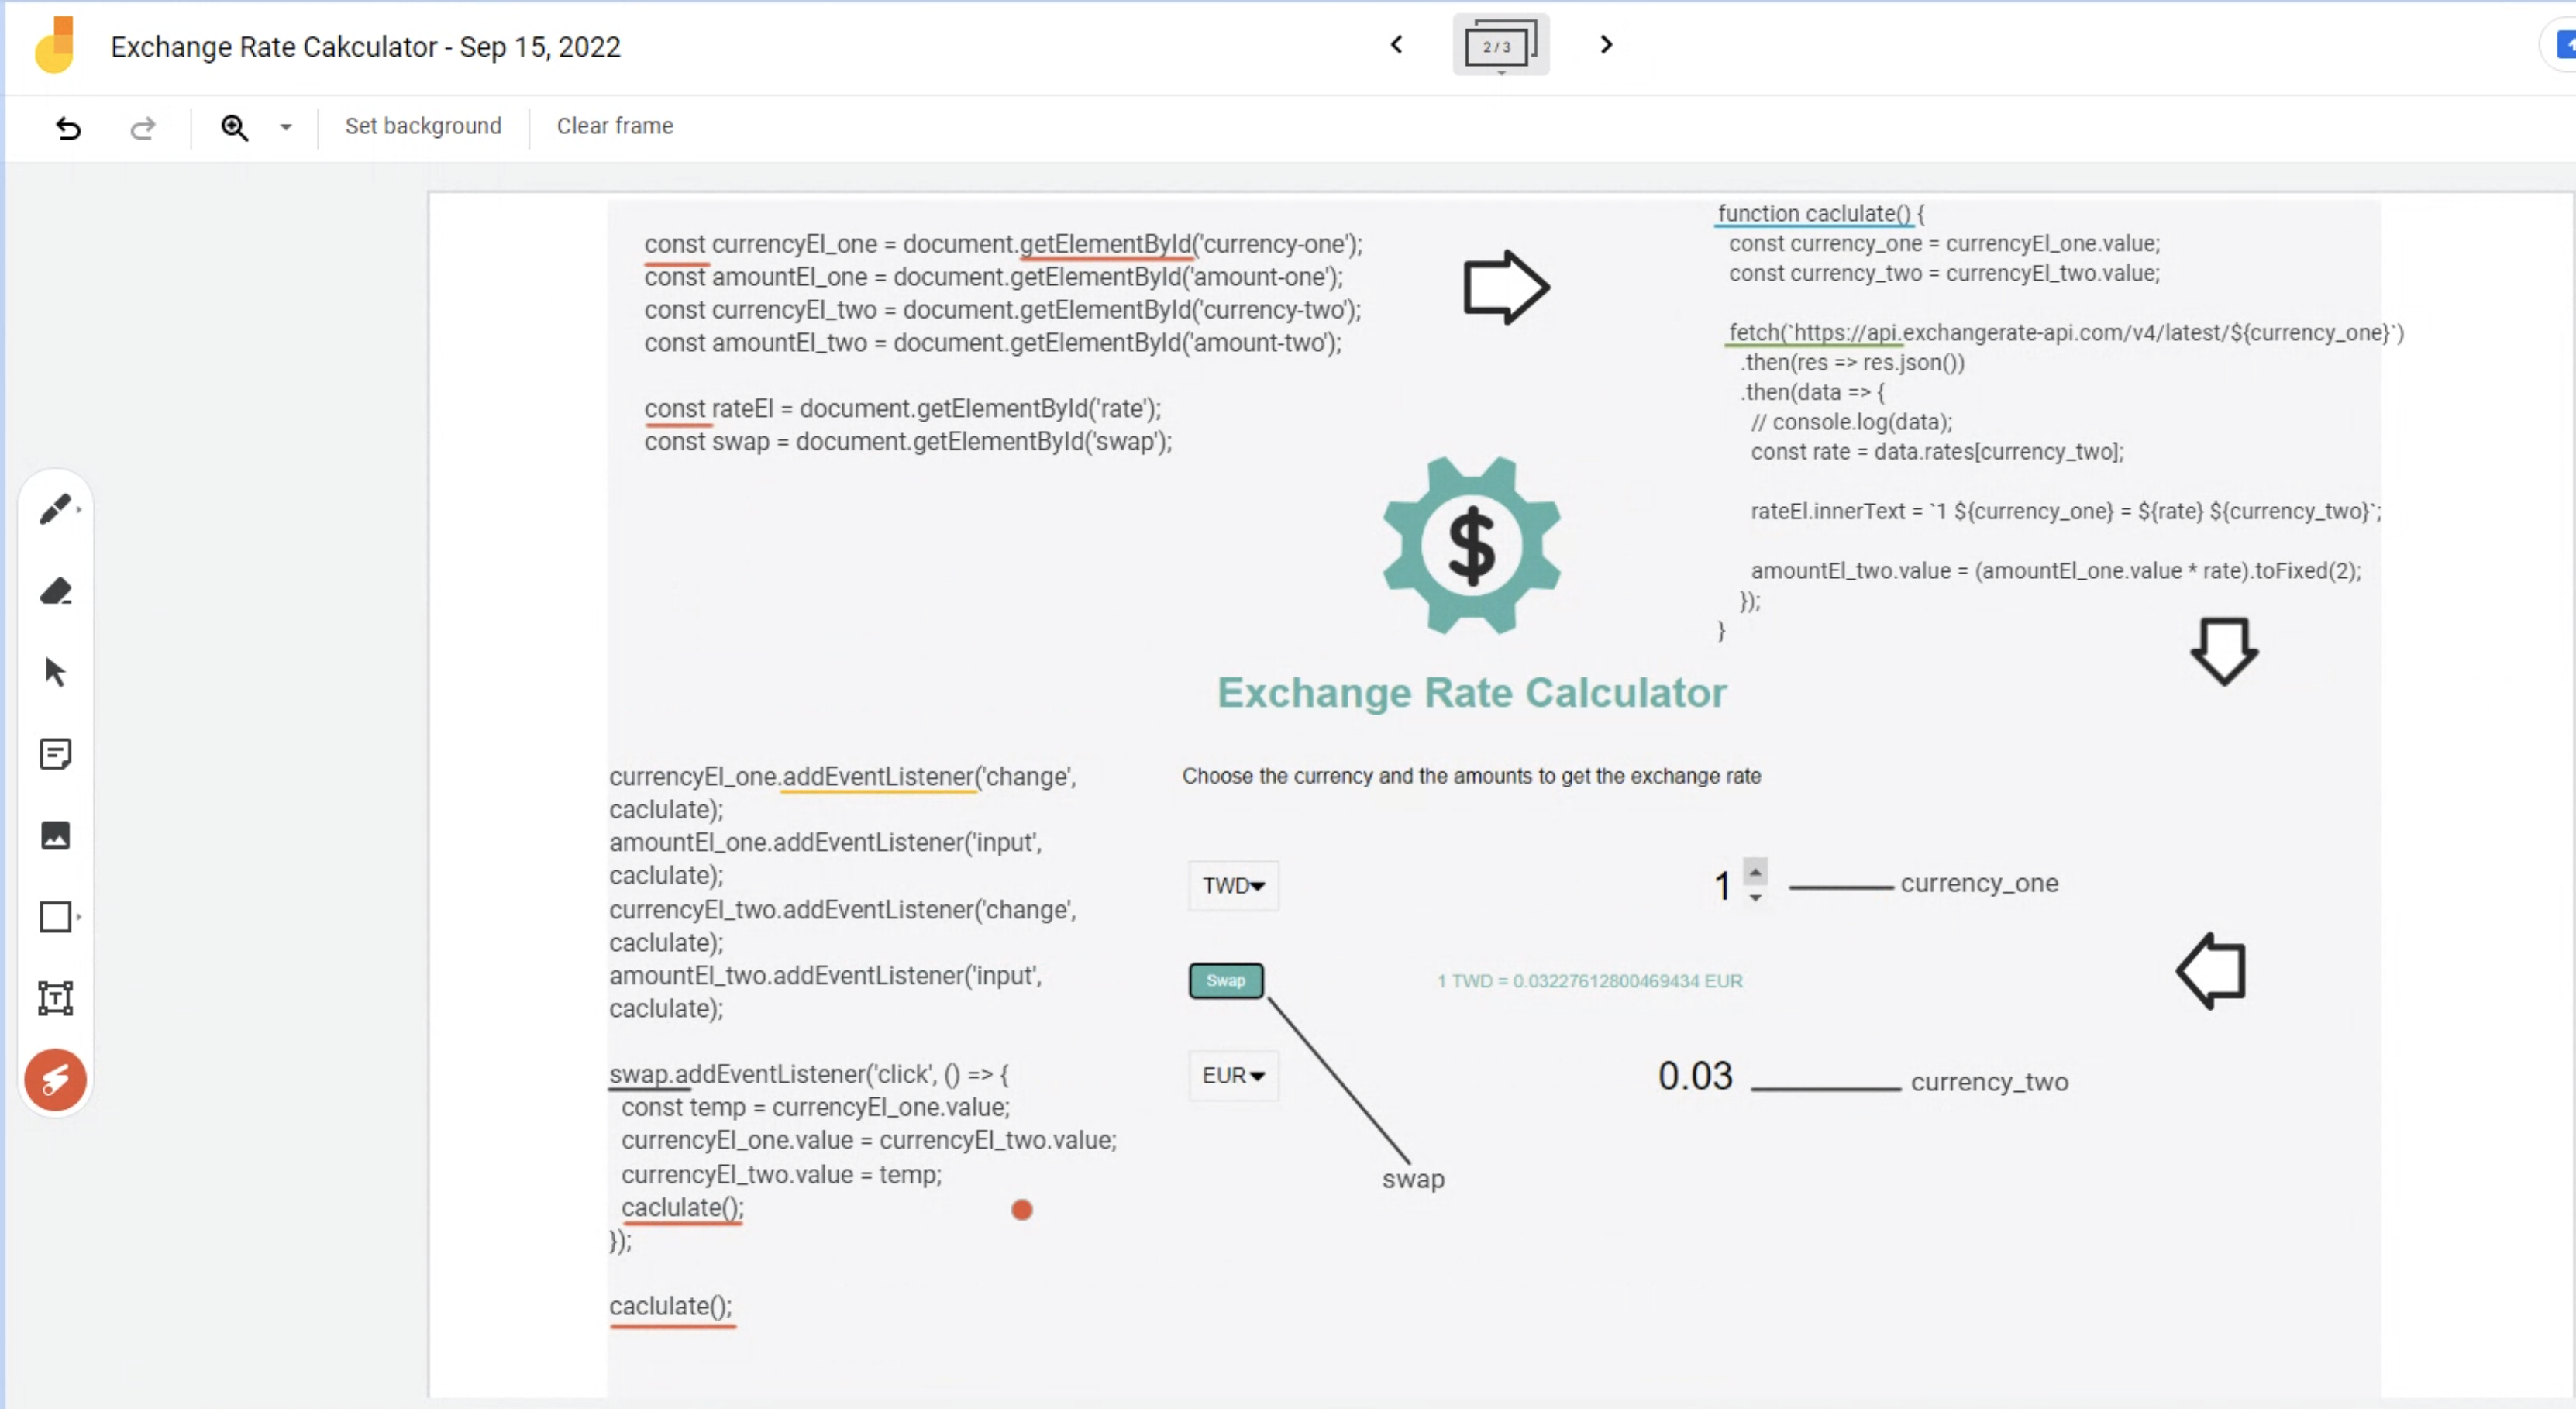 Exchange Rate Cakculator - Sep 15, 2022
2 / 3
Set background
Clear frame
const currencyEl_one = document.getElementById('currency-one');
const amountEl_one = document.getElementById('amount-one');
const currencyEl_two = document.getElementById('currency-two');
const amountEl_two = document.getElementById('amount-two');
const rateEl = document.getElementById('rate');
const swap = document.getElementById('swap');
function caclulate() {
const currency_one = currencyEl_one.value;
const currency_two = currencyEl_two.value;
fetch(`https://api.exchangerate-api.com/v4/latest/${currency_one}`)
.then(res => res.json())
.then(data => {
// console.log(data);
const rate = data.rates[currency_two];
rateEl.innerText = `1 ${currency_one} = ${rate} ${currency_two}`;
amountEl_two.value = (amountEl_one.value * rate).toFixed(2);
});
}
$
Exchange Rate Calculator
Choose the currency and the amounts to get the exchange rate
TWD
1
currency_one
Swap
1 TWD = 0.03227612800469434 EUR
EUR
0.03
currency_two
swap
currencyEl_one.addEventListener('change',
caclulate);
amountEl_one.addEventListener('input',
caclulate);
currencyEl_two.addEventListener('change',
caclulate);
amountEl_two.addEventListener('input',
caclulate);
swap.addEventListener('click', () => {
const temp = currencyEl_one.value;
currencyEl_one.value = currencyEl_two.value;
currencyEl_two.value = temp;
caclulate();
});
caclulate();